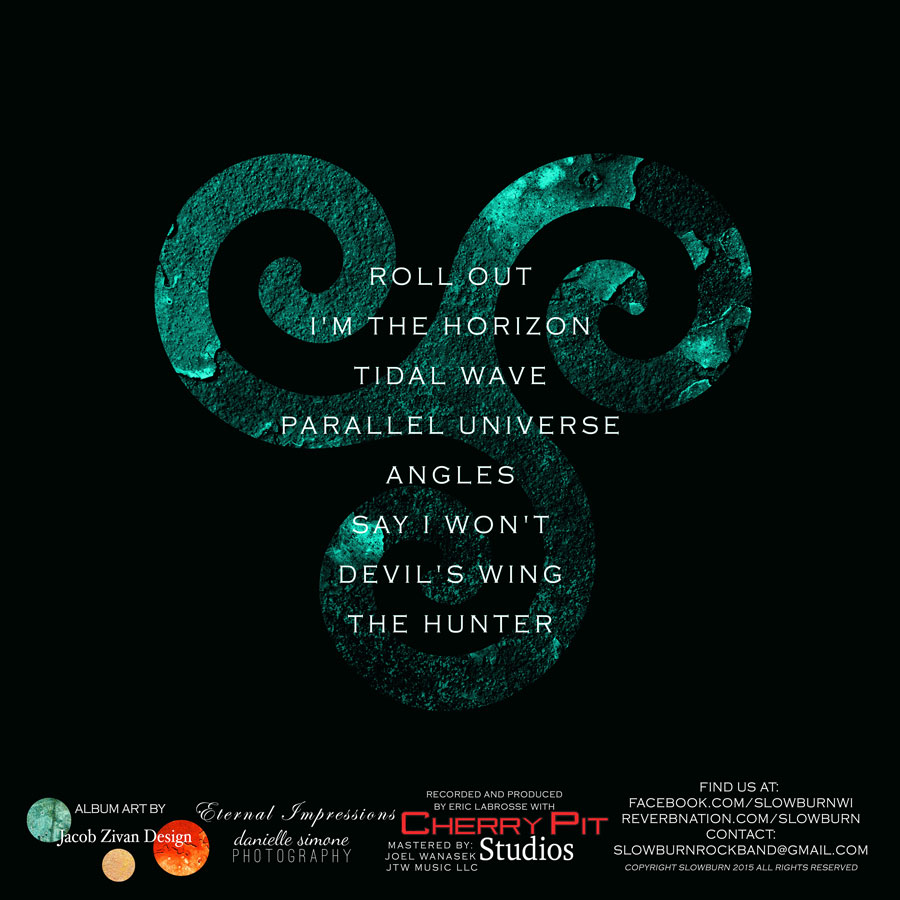 ROLL OUT
I'M THE HORIZON
TIDAL WAVE
PARALLEL UNIVERSE
ANGLES
SAY I WON'T
DEVIL'S WING
THE HUNTER
ALBUM ART BY
Jacob Zivan Design
Eternal Impressions
danielle simone
PHOTOGRAPHY
RECORDED AND PRODUCED
BY ERIC LABROSSE WITH
CHERRY PIT
Studios
MASTERED BY:
JOEL WANASEK
JTW MUSIC LLC
FIND US AT:
FACEBOOK.COM/SLOWBURNWI
REVERBNATION.COM/SLOWBURN
CONTACT:
SLOWBURNROCKBAND@GMAIL.COM
COPYRIGHT SLOWBURN 2015 ALL RIGHTS RESERVED